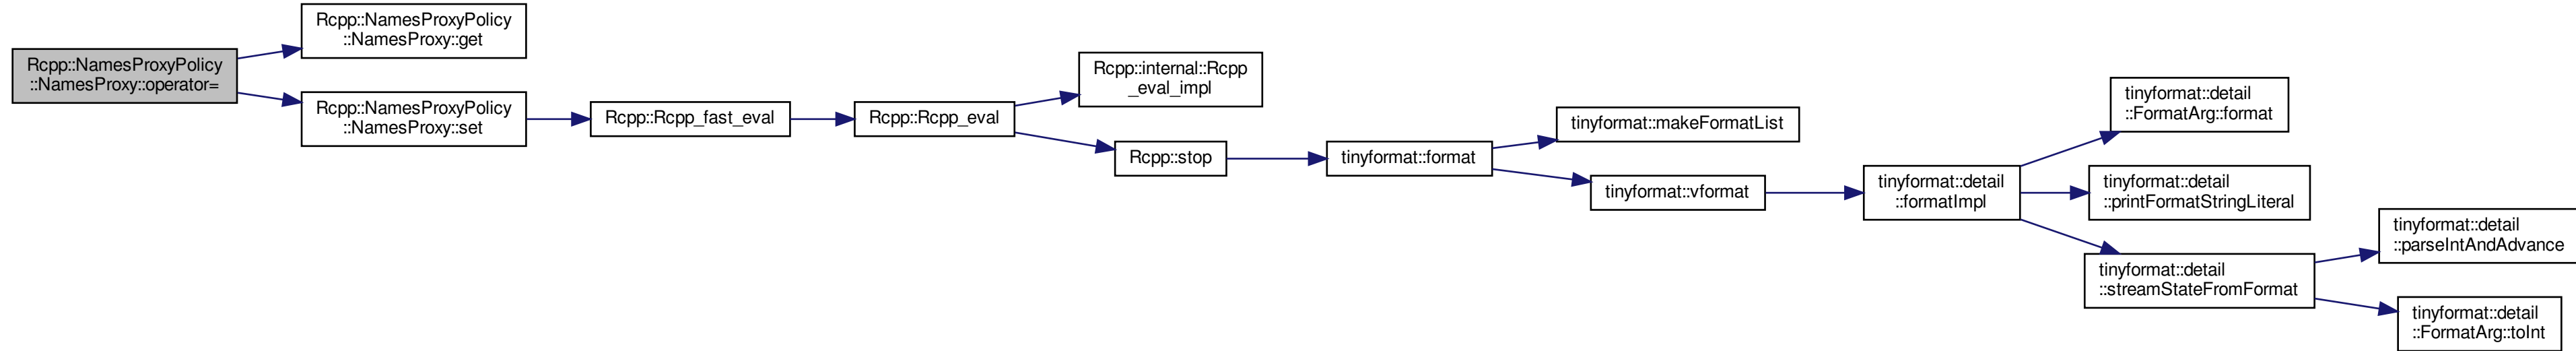 Rcpp::NamesProxyPolicy
::NamesProxy::operator=
Rcpp::NamesProxyPolicy
::NamesProxy::get
Rcpp::NamesProxyPolicy
::NamesProxy::set
Rcpp::Rcpp_fast_eval
Rcpp::Rcpp_eval
Rcpp::internal::Rcpp
_eval_impl
Rcpp::stop
tinyformat::format
tinyformat::makeFormatList
tinyformat::vformat
tinyformat::detail
::formatImpl
tinyformat::detail
::FormatArg::format
tinyformat::detail
::printFormatStringLiteral
tinyformat::detail
::streamStateFromFormat
tinyformat::detail
::parseIntAndAdvance
tinyformat::detail
::FormatArg::toInt